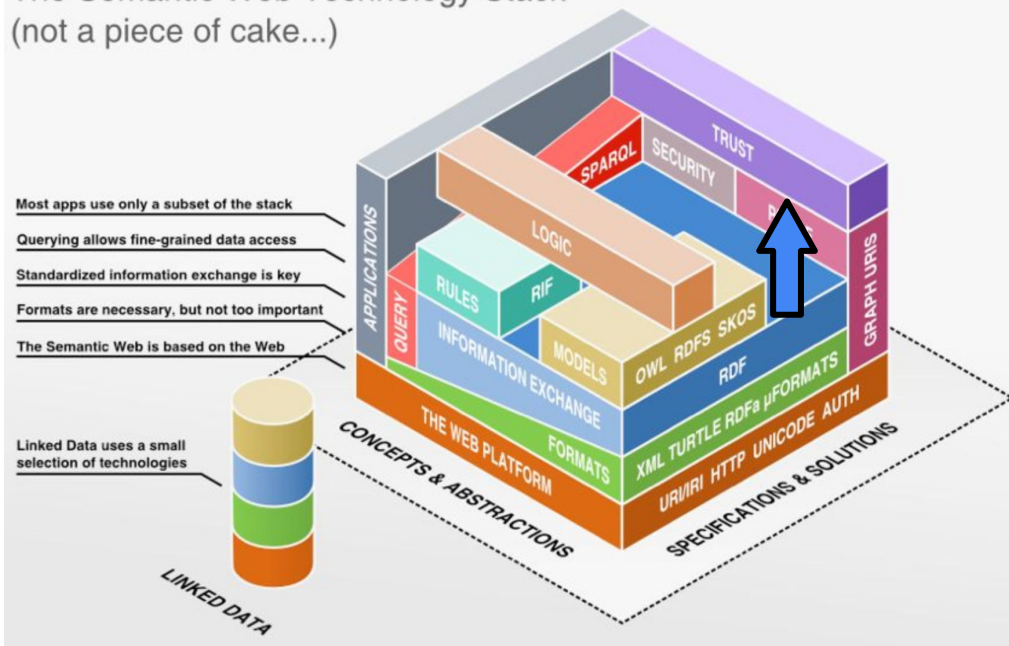 (not a piece of cake...)
Most apps use only a subset of the stack
Querying allows fine-grained data access
Standardized information exchange is key
Formats are necessary, but not too important
The Semantic Web is based on the Web
Linked Data uses a small
selection of technologies
LINKED DATA
APPLICATIONS
QUERY
RULES
RIF
LOGIC
SPARQL
SECURITY
TRUST
GRAPH URIS
INFORMATION EXCHANGE
MODELS
OWL RDFS SKOS
RDF
FORMATS
XML TURTLE RDFa µFORMATS
THE WEB PLATFORM
URI/IRI HTTP UNICODE AUTH
CONCEPTS & ABSTRACTIONS
SPECIFICATIONS & SOLUTIONS